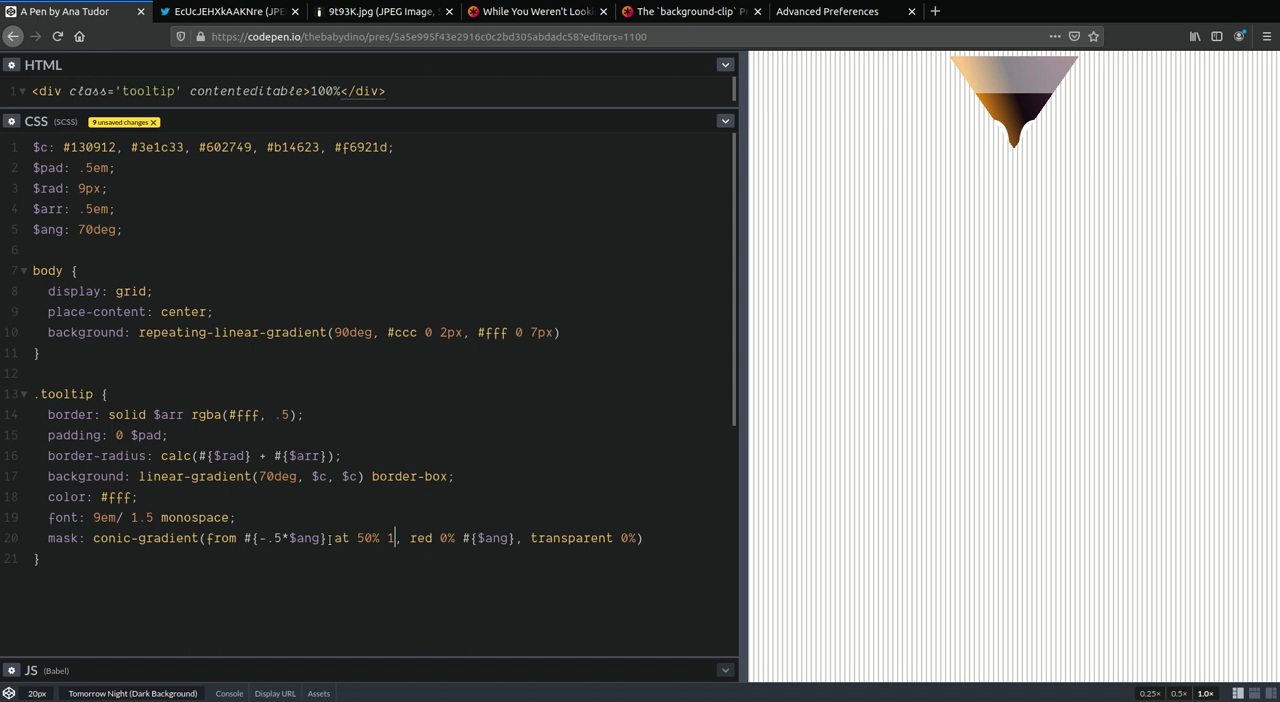 A Pen by Ana Tudor
EcUcJEHXkAAKNre (JPE
9t93K.jpg (JPEG Image, 5
While You Weren't Looki
The `background-clip` Pr
Advanced Preferences
https://codepen.io/thebabydino/pres/5a5e995f43e2916c0c2bd305abdadc58?editors=1100
HTML
1 <div class='tooltip' contenteditable>100%</div>
CSS (SCSS) 9 unsaved changes ×
1 $c: #130912, #3e1c33, #602749, #b14623, #f6921d;
2 $pad: .5em;
3 $rad: 9px;
4 $arr: .5em;
5 $ang: 70deg;
6
7 body {
8 display: grid;
9 place-content: center;
10 background: repeating-linear-gradient(90deg, #ccc 0 2px, #fff 0 7px)
11 }
12
13 .tooltip {
14 border: solid $arr rgba(#fff, .5);
15 padding: 0 $pad;
16 border-radius: calc(#{$rad} + #{$arr});
17 background: linear-gradient(70deg, $c, $c) border-box;
18 color: #fff;
19 font: 9em/ 1.5 monospace;
20 mask: conic-gradient(from #{-.5*$ang} at 50% 1, red 0% #{$ang}, transparent 0%)
21 }
JS (Babel)
20px Tomorrow Night (Dark Background) Console Display URL Assets 0.25× 0.5× 1.0×